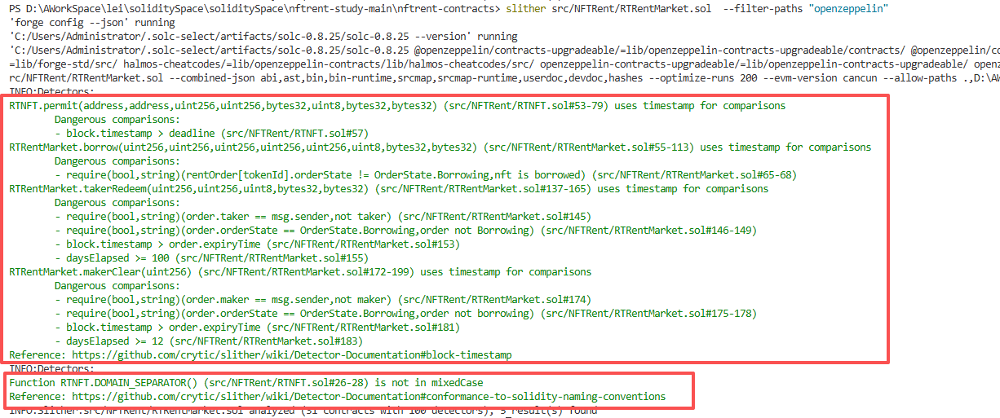 PS D:\AWorkSpace\lei\soliditySpace\soliditySpace\nftrent-study-main\nftrent-contracts> slither src/NFTRent/RTRentMarket.sol  --filter-paths "openzeppelin"
'forge config --json' running
'C:/Users/Administrator/.solc-select/artifacts/solc-0.8.25/solc-0.8.25 --version' running
'C:/Users/Administrator/.solc-select/artifacts/solc-0.8.25/solc-0.8.25 @openzeppelin/contracts-upgradeable/=lib/openzeppelin-contracts-upgradeable/contracts/ @openzeppelin/co
=lib/forge-std/src/ halmos-cheatcodes/=lib/openzeppelin-contracts/lib/halmos-cheatcodes/src/ openzeppelin-contracts-upgradeable/=lib/openzeppelin-contracts-upgradeable/ open
rc/NFTRent/RTRentMarket.sol --combined-json abi,ast,bin,bin-runtime,srcmap,srcmap-runtime,userdoc,devdoc,hashes --optimize-runs 200 --evm-version cancun --allow-paths .,D:\A
INFO:Detectors:
RTNFT.permit(address,address,uint256,uint256,bytes32,uint8,bytes32,bytes32) (src/NFTRent/RTNFT.sol#53-79) uses timestamp for comparisons
Dangerous comparisons:
- block.timestamp > deadline (src/NFTRent/RTNFT.sol#57)
RTRentMarket.borrow(uint256,uint256,uint256,uint256,uint256,uint8,bytes32,bytes32) (src/NFTRent/RTRentMarket.sol#55-113) uses timestamp for comparisons
Dangerous comparisons:
- require(bool,string)(rentOrder[tokenId].orderState != OrderState.Borrowing,nft is borrowed) (src/NFTRent/RTRentMarket.sol#65-68)
RTRentMarket.takerRedeem(uint256,uint256,uint8,bytes32,bytes32) (src/NFTRent/RTRentMarket.sol#137-165) uses timestamp for comparisons
Dangerous comparisons:
- require(bool,string)(order.taker == msg.sender,not taker) (src/NFTRent/RTRentMarket.sol#145)
- require(bool,string)(order.orderState == OrderState.Borrowing,order not Borrowing) (src/NFTRent/RTRentMarket.sol#146-149)
- block.timestamp > order.expiryTime (src/NFTRent/RTRentMarket.sol#153)
- daysElapsed >= 100 (src/NFTRent/RTRentMarket.sol#155)
RTRentMarket.makerClear(uint256) (src/NFTRent/RTRentMarket.sol#172-199) uses timestamp for comparisons
Dangerous comparisons:
- require(bool,string)(order.maker == msg.sender,not maker) (src/NFTRent/RTRentMarket.sol#174)
- require(bool,string)(order.orderState == OrderState.Borrowing,order not borrowing) (src/NFTRent/RTRentMarket.sol#175-178)
- block.timestamp > order.expiryTime (src/NFTRent/RTRentMarket.sol#181)
- daysElapsed >= 12 (src/NFTRent/RTRentMarket.sol#183)
Reference: https://github.com/crytic/slither/wiki/Detector-Documentation#block-timestamp
INFO:Detectors:
Function RTNFT.DOMAIN_SEPARATOR() (src/NFTRent/RTNFT.sol#26-28) is not in mixedCase
Reference: https://github.com/crytic/slither/wiki/Detector-Documentation#conformance-to-solidity-naming-conventions
INFO:Slither:src/NFTRent/RTRentMarket.sol analyzed (31 contracts with 100 detectors), 5 result(s) found